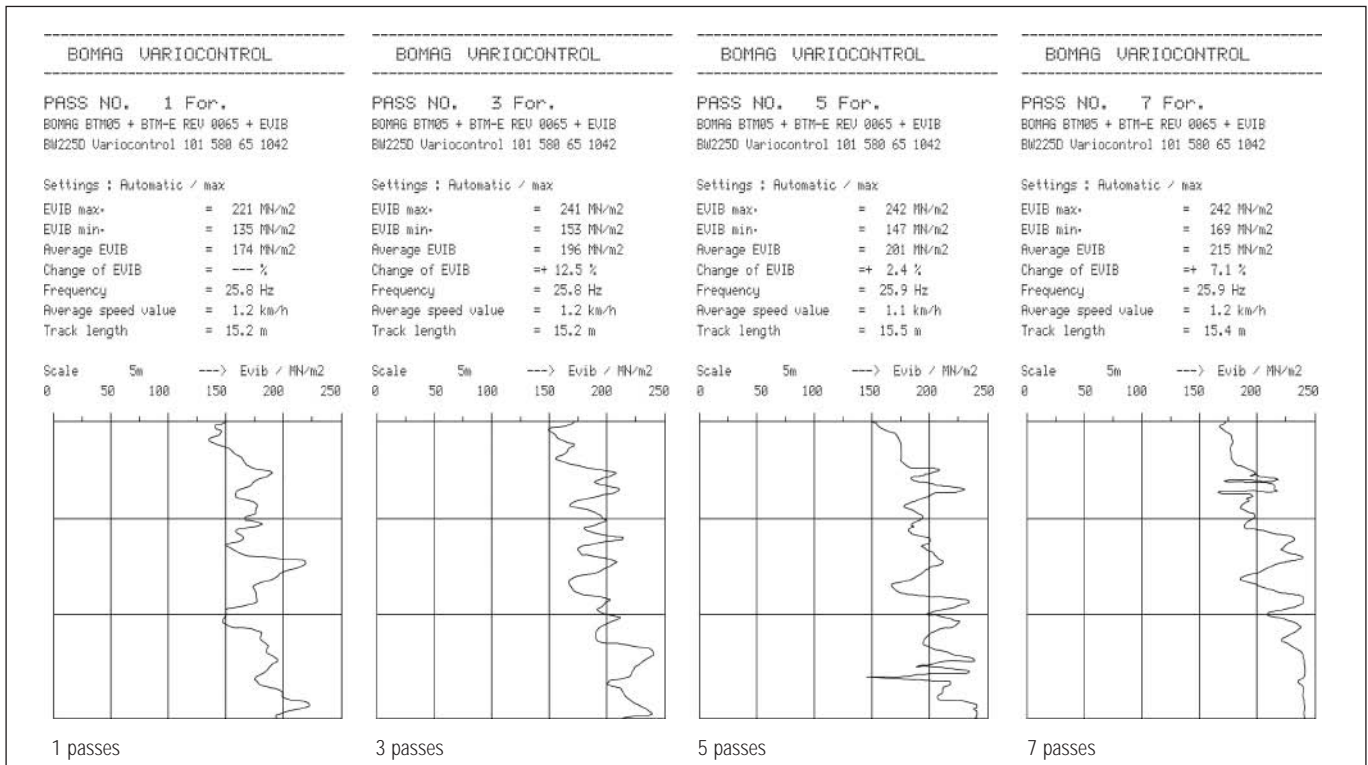 BOMAG VARIOCONTROL
PASS NO. 1 For.
BOMAG BTM05 + BTM-E REV 0065 + EVIB
BW225D Variocontrol 101 580 65 1042
Settings : Automatic / max
EVIB max. = 221 MN/m2
EVIB min. = 135 MN/m2
Average EVIB = 174 MN/m2
Change of EVIB = --- %
Frequency = 25.8 Hz
Average speed value = 1.2 km/h
Track length = 15.2 m
Scale 5m ---> Evib / MN/m2
0 50 100 150 200 250
1 passes
BOMAG VARIOCONTROL
PASS NO. 3 For.
BOMAG BTM05 + BTM-E REV 0065 + EVIB
BW225D Variocontrol 101 580 65 1042
Settings : Automatic / max
EVIB max. = 241 MN/m2
EVIB min. = 153 MN/m2
Average EVIB = 196 MN/m2
Change of EVIB =+ 12.5 %
Frequency = 25.8 Hz
Average speed value = 1.2 km/h
Track length = 15.2 m
Scale 5m ---> Evib / MN/m2
0 50 100 150 200 250
3 passes
BOMAG VARIOCONTROL
PASS NO. 5 For.
BOMAG BTM05 + BTM-E REV 0065 + EVIB
BW225D Variocontrol 101 580 65 1042
Settings : Automatic / max
EVIB max. = 242 MN/m2
EVIB min. = 147 MN/m2
Average EVIB = 201 MN/m2
Change of EVIB =+ 2.4 %
Frequency = 25.9 Hz
Average speed value = 1.1 km/h
Track length = 15.5 m
Scale 5m ---> Evib / MN/m2
0 50 100 150 200 250
5 passes
BOMAG VARIOCONTROL
PASS NO. 7 For.
BOMAG BTM05 + BTM-E REV 0065 + EVIB
BW225D Variocontrol 101 580 65 1042
Settings : Automatic / max
EVIB max. = 242 MN/m2
EVIB min. = 169 MN/m2
Average EVIB = 215 MN/m2
Change of EVIB =+ 7.1 %
Frequency = 25.9 Hz
Average speed value = 1.2 km/h
Track length = 15.4 m
Scale 5m ---> Evib / MN/m2
0 50 100 150 200 250
7 passes